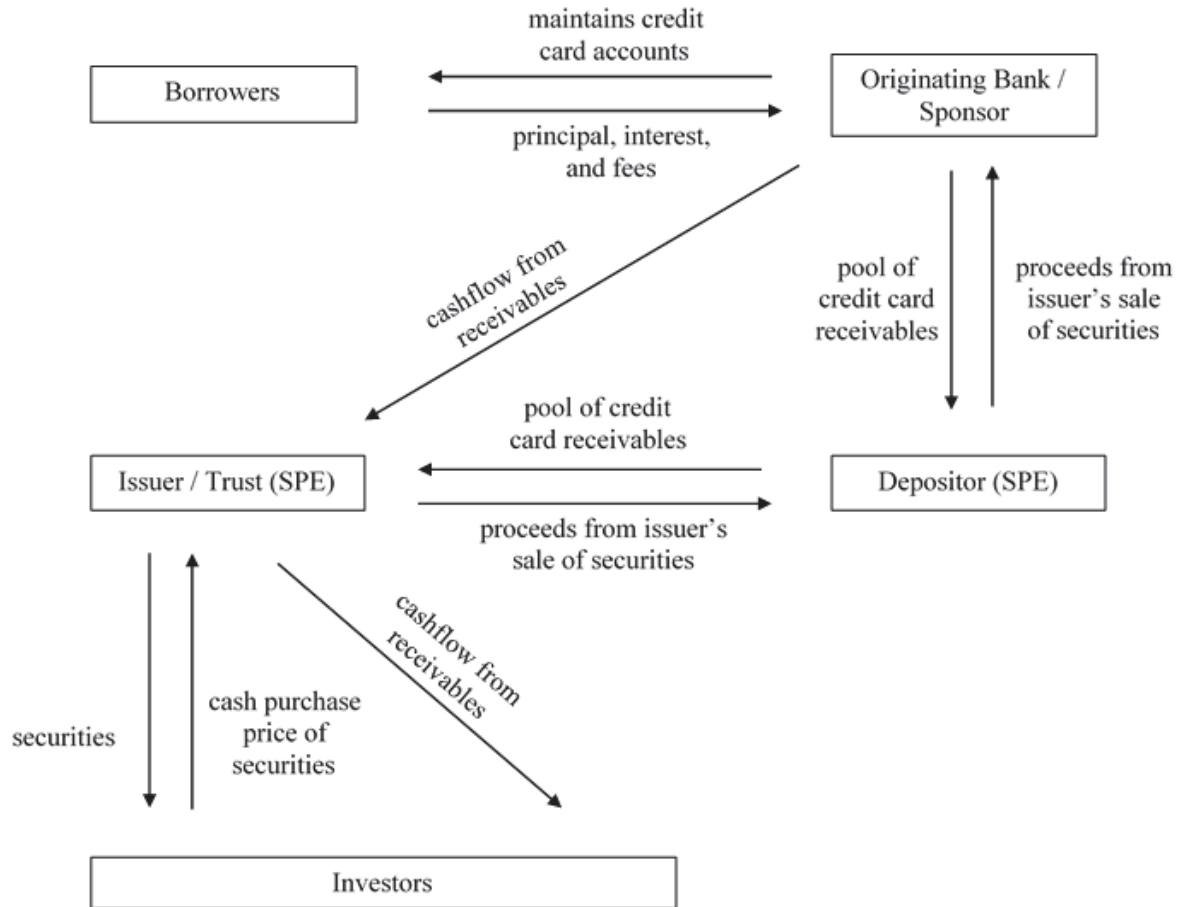 maintains credit
card accounts
Borrowers
Originating Bank /
Sponsor
principal, interest,
and fees
cashflow from
receivables
pool of
credit card
receivables
proceeds from
issuer’s sale
of securities
pool of credit
card receivables
Issuer / Trust (SPE)
Depositor (SPE)
proceeds from issuer’s
sale of securities
cashflow from
receivables
securities
cash purchase
price of
securities
Investors